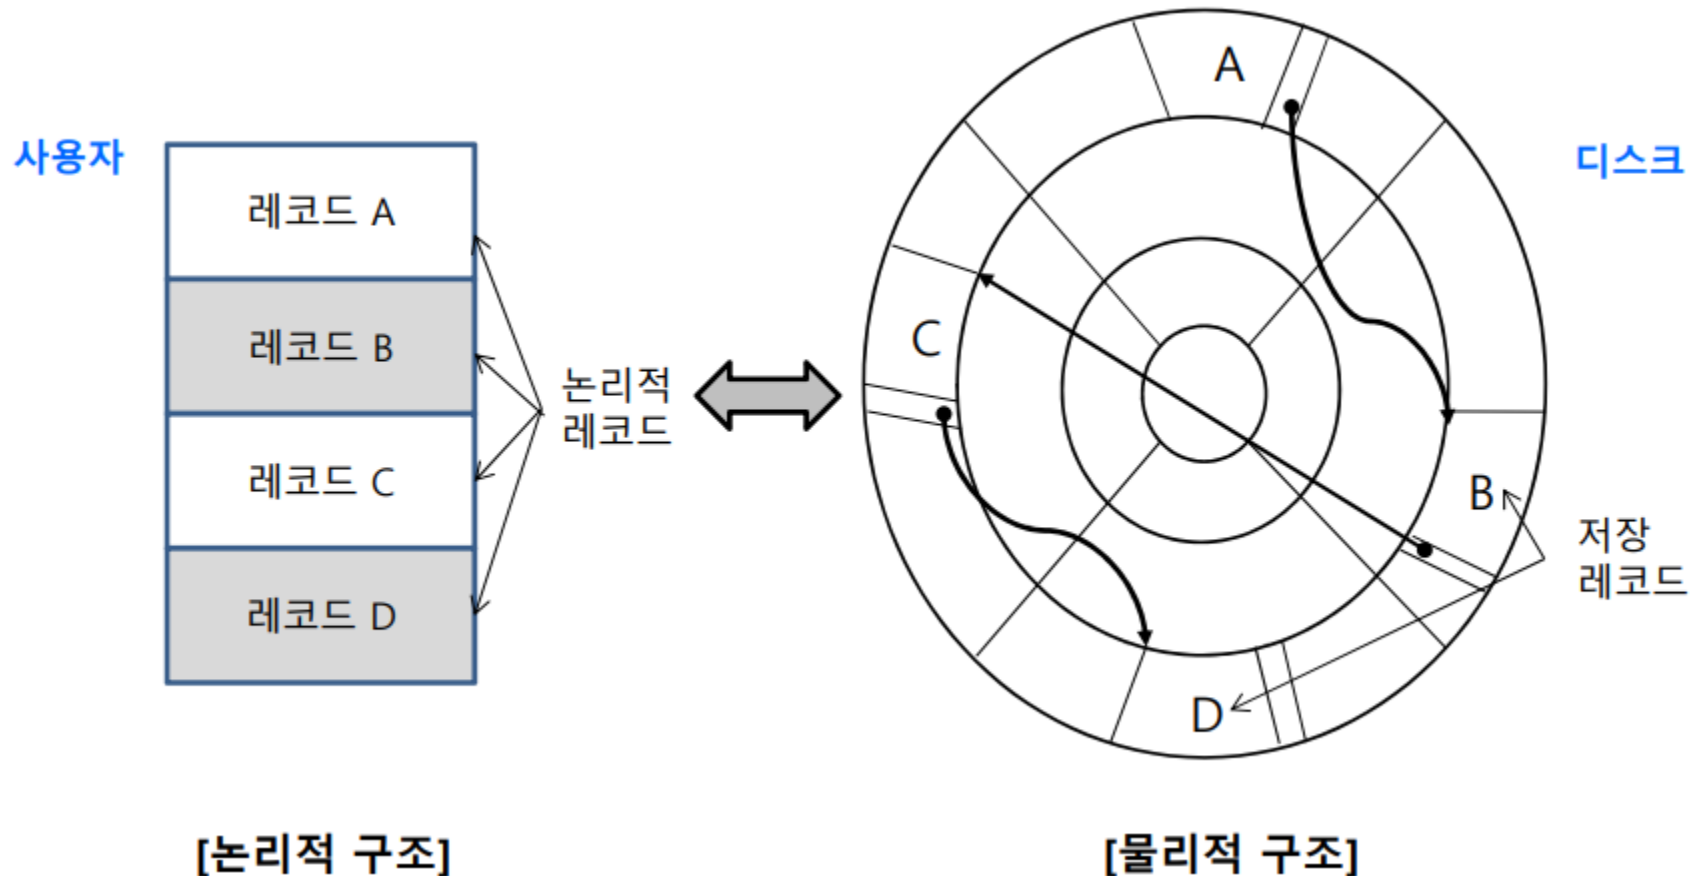 사용자
레코드 A
레코드 B
레코드 C
레코드 D
논리적
레코드
[논리적 구조]
디스크
A
B
C
D
저장
레코드
[물리적 구조]